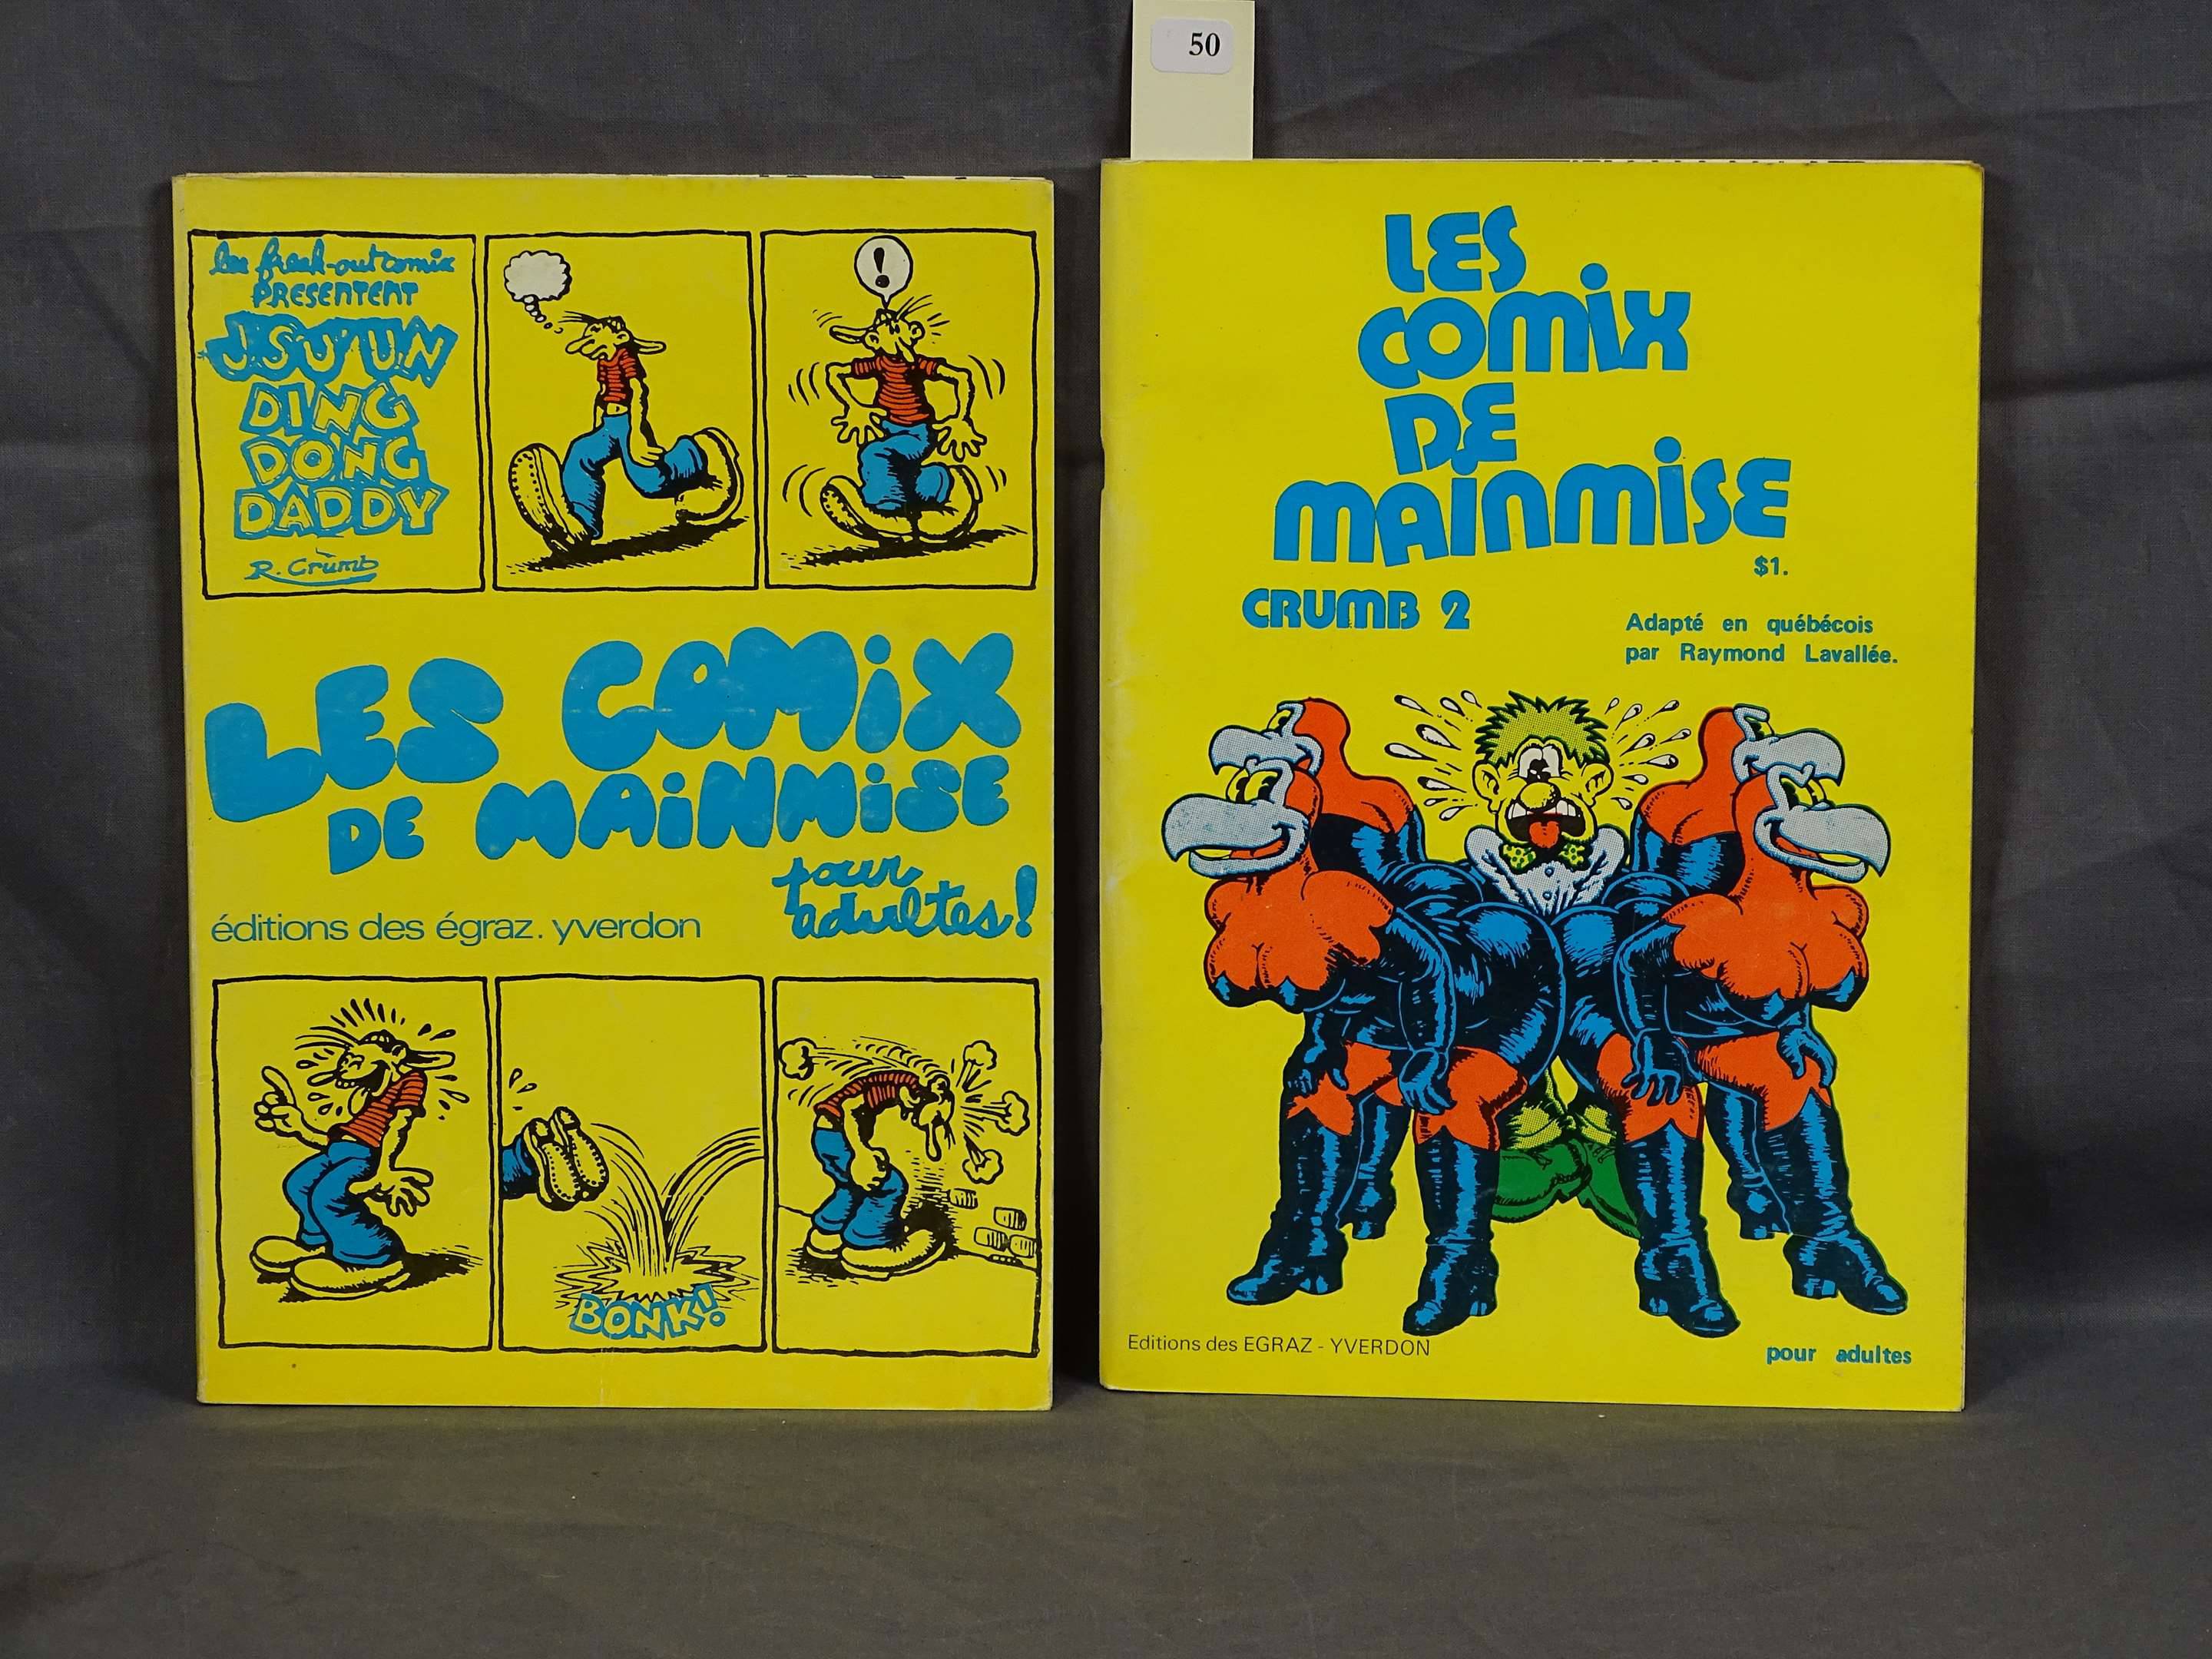 50
les freak-out comix
PRESENTENT
J'SU' UN
DING
DONG
DADDY
R. Crumb
!
LES COMIX
DE MAINMISE
pour
adultes!
éditions des égraz. yverdon
BONK!
LES
COMIX
DE
MAINMISE
$1.
CRUMB 2
Adapté en québécois
par Raymond Lavallée.
Editions des EGRAZ - YVERDON
pour adultes